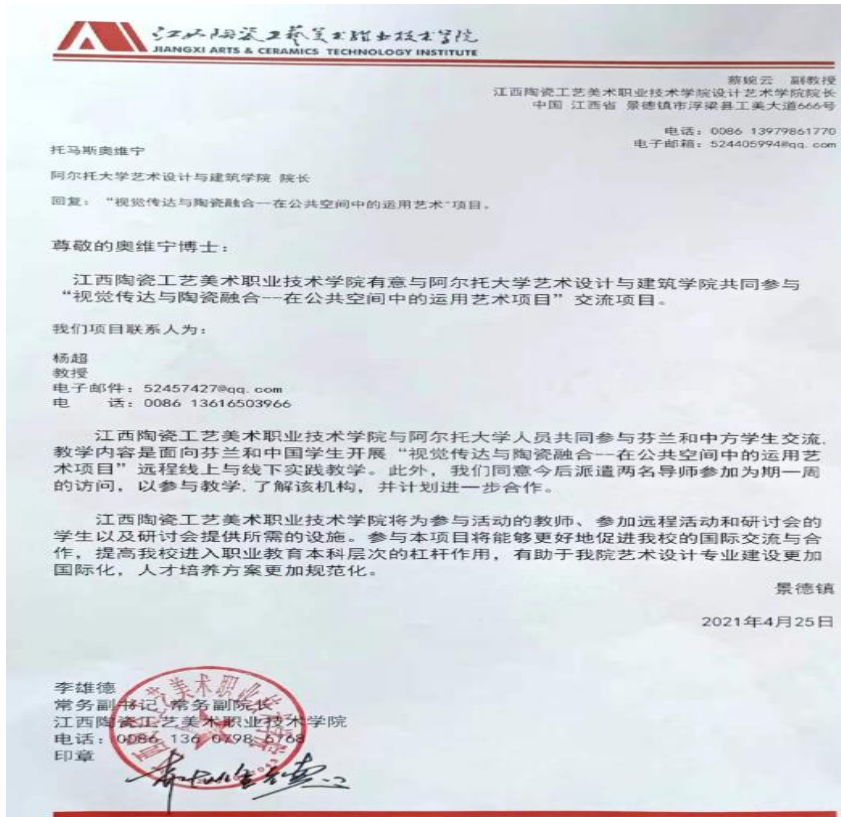 江西陶瓷工艺美术职业技术学院
JIANGXI ARTS & CERAMICS TECHNOLOGY INSTITUTE
蔡婉云 副教授
江西陶瓷工艺美术职业技术学院设计艺术学院院长
中国 江西省 景德镇市浮梁县工美大道666号
电话：0086 13979861770
电子邮箱：524405994@qq.com
托马斯奥维宁
阿尔托大学艺术设计与建筑学院 院长
回复：“视觉传达与陶瓷融合--在公共空间中的运用艺术”项目。
尊敬的奥维宁博士：
江西陶瓷工艺美术职业技术学院有意与阿尔托大学艺术设计与建筑学院共同参与
“视觉传达与陶瓷融合--在公共空间中的运用艺术项目”交流项目。
我们项目联系人为：
杨超
教授
电子邮件：52457427@qq.com
电 话：0086 13616503966
江西陶瓷工艺美术职业技术学院与阿尔托大学人员共同参与芬兰和中方学生交流.
教学内容是面向芬兰和中国学生开展“视觉传达与陶瓷融合--在公共空间中的运用艺
术项目”远程线上与线下实践教学。此外，我们同意今后派遣两名导师参加为期一周
的访问，以参与教学.了解该机构，并计划进一步合作。
江西陶瓷工艺美术职业技术学院将为参与活动的教师、参加远程活动和研讨会的
学生以及研讨会提供所需的设施。参与本项目将能够更好地促进我校的国际交流与合
作，提高我校进入职业教育本科层次的杠杆作用，有助于我院艺术设计专业建设更加
国际化，人才培养方案更加规范化。
景德镇
2021年4月25日
李雄德
常务副书记 常务副院长
江西陶瓷工艺美术职业技术学院
电话：0086 136 0798 6768
印章